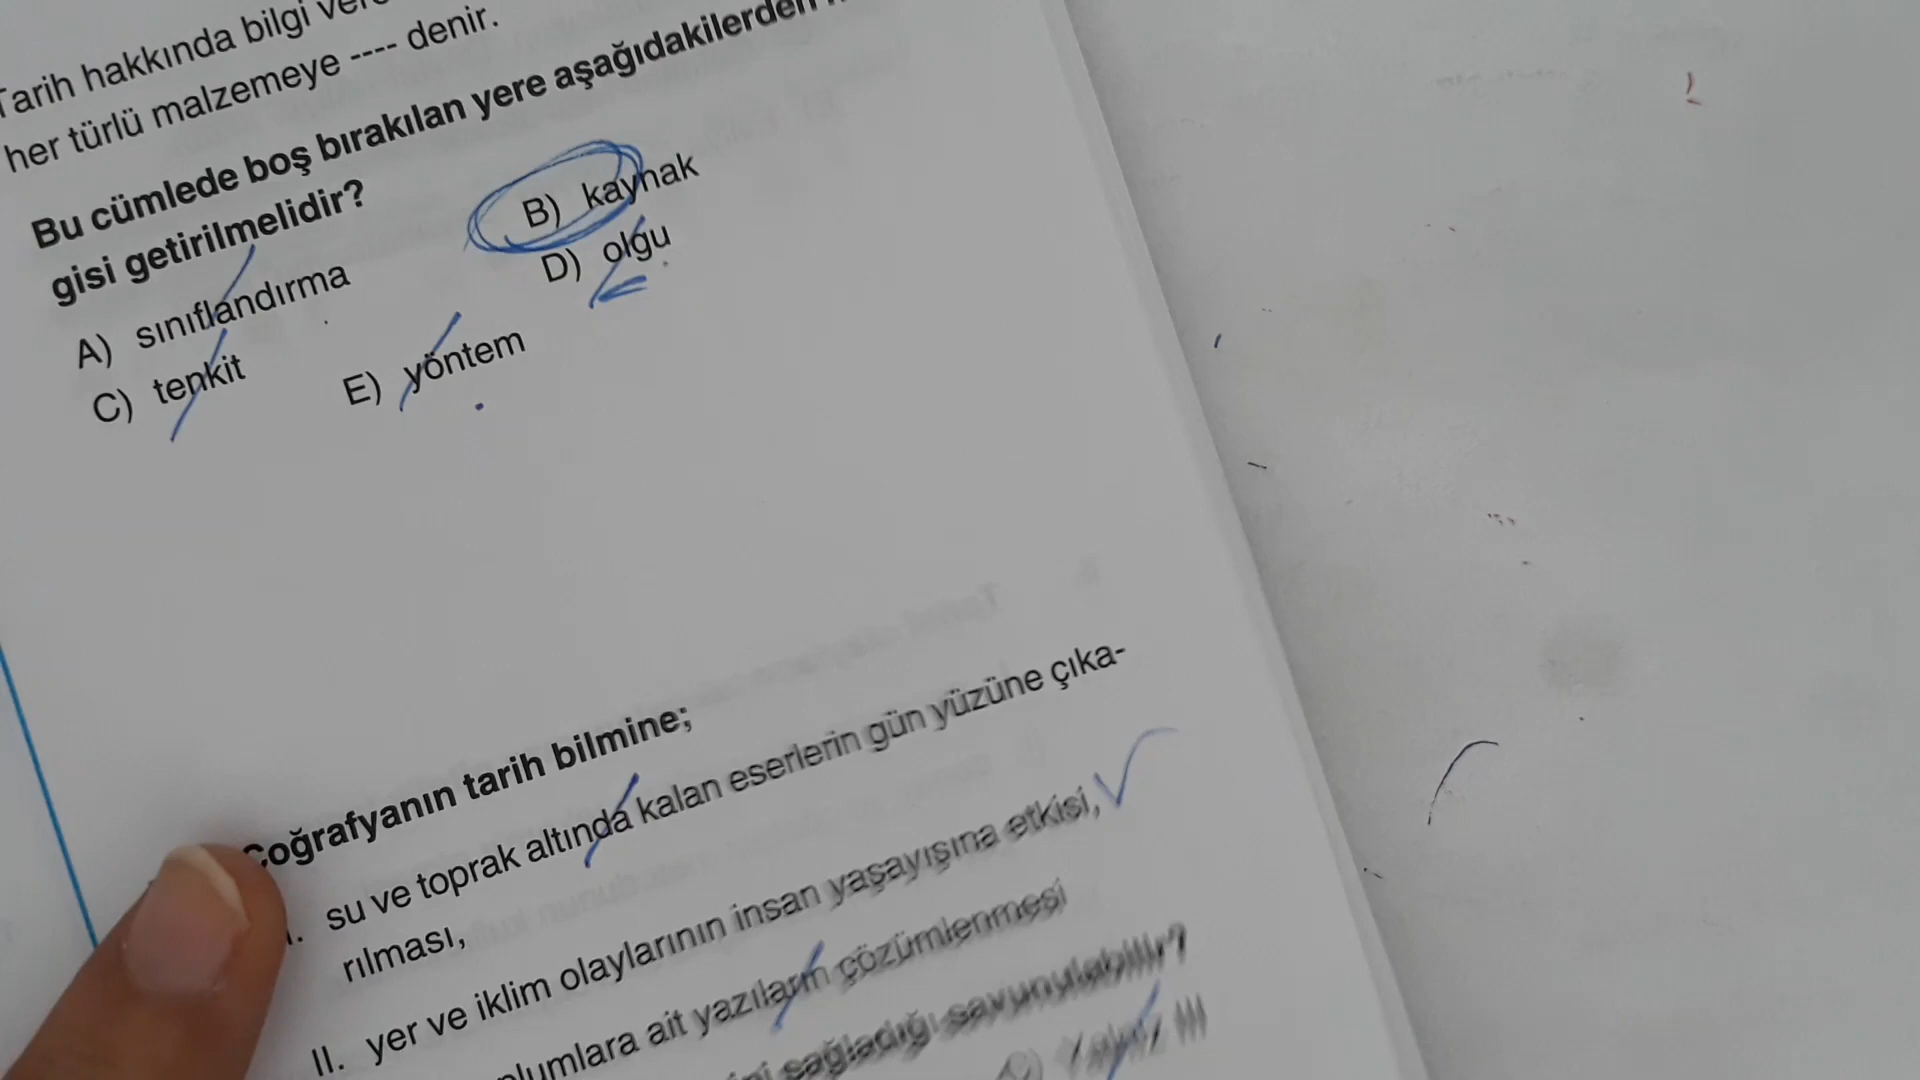 Tarih hakkında bilgi
her türlü malzemeye ---- denir.
Bu cümlede boş bırakılan yere aşağıdakilerden
gisi getirilmelidir?
A) sınıflandırma
B) kaynak
C) tenkit
D) olgu
E) yöntem
Coğrafyanın tarih bilmine;
I. su ve toprak altında kalan eserlerin gün yüzüne çıka-
rılması,
II. yer ve iklim olaylarının insan yaşayışına etkisi,
ait yazıların çözümlenmesi
sağladığı savunulabilir?
Yalnız III